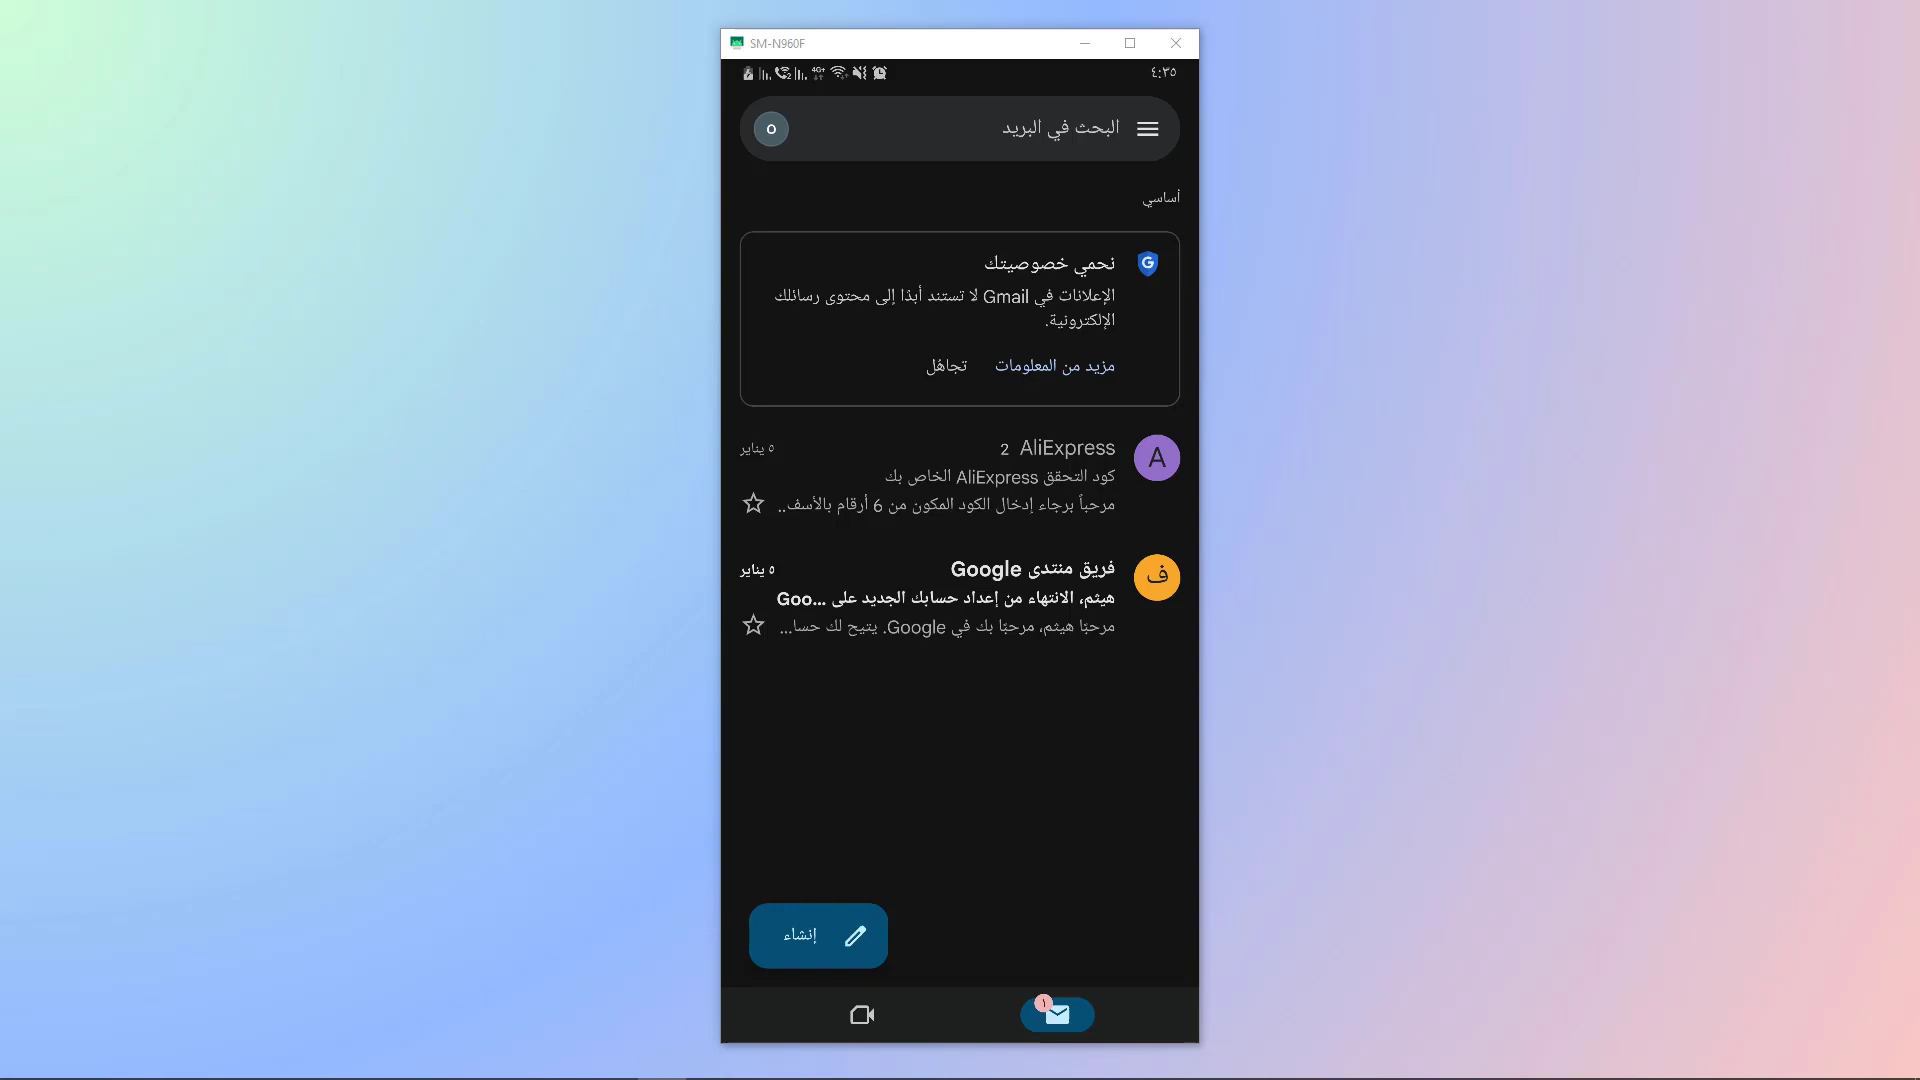 SM-N960F
٤:٣٥
البحث في البريد
O
أساسي
نحمي خصوصيتك
الإعلانات في Gmail لا تستند أبدًا إلى محتوى رسائلك
الإلكترونية.
مزيد من المعلومات
تجاهُل
A
AliExpress 2
٥ يناير
كود التحقق AliExpress الخاص بك
مرحباً برجاء إدخال الكود المكون من 6 أرقام بالأسف..
ف
فريق منتدى Google
٥ يناير
هيثم، الانتهاء من إعداد حسابك الجديد على Goo...
مرحبًا هيثم، مرحبًا بك في Google. يتيح لك حسا...
إنشاء
١